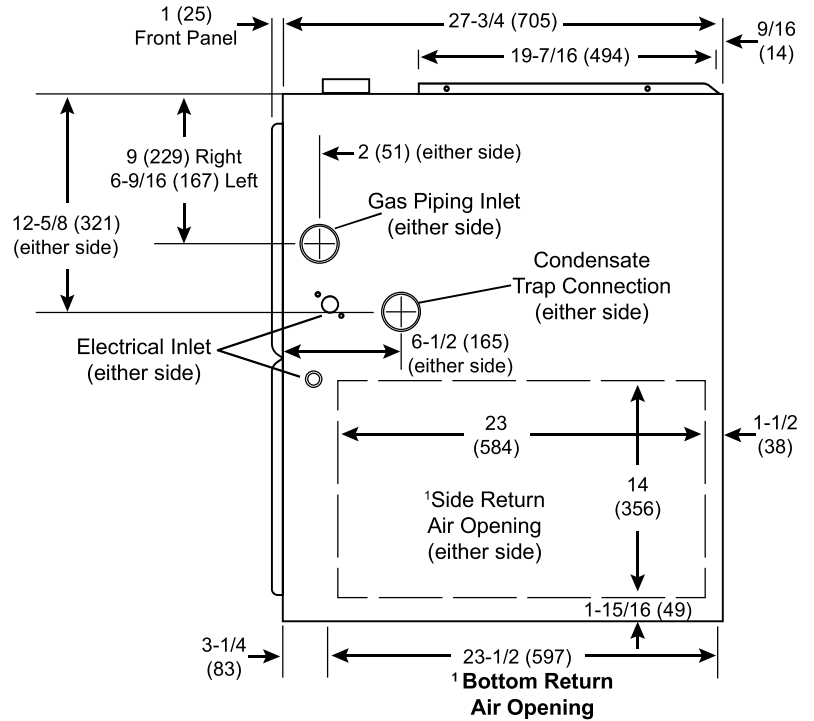 1 (25)
Front Panel
27-3/4 (705)
9/16
(14)
19-7/16 (494)
9 (229) Right
6-9/16 (167) Left
2 (51) (either side)
12-5/8 (321)
(either side)
Gas Piping Inlet
(either side)
Condensate
Trap Connection
(either side)
Electrical Inlet
(either side)
6-1/2 (165)
(either side)
23
(584)
1-1/2
(38)
14
(356)
¹Side Return
Air Opening
(either side)
1-15/16 (49)
3-1/4
(83)
23-1/2 (597)
¹ Bottom Return
Air Opening